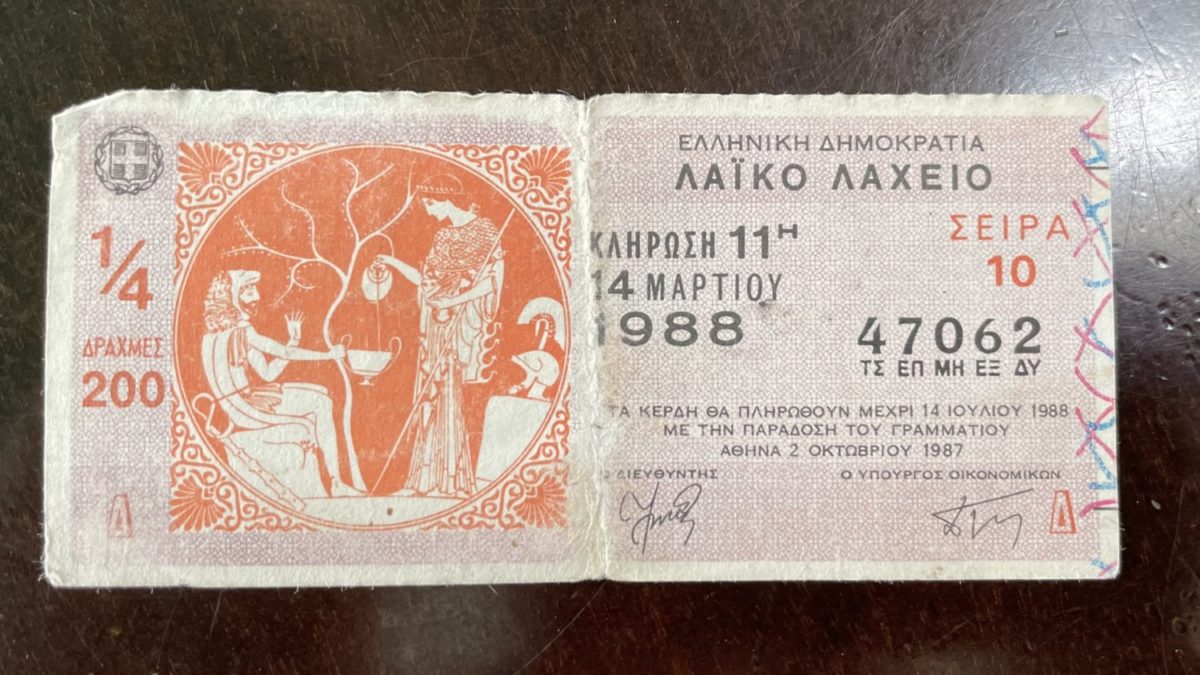 1/4
ΔΡΑΧΜΕΣ
200
Δ
ΕΛΛΗΝΙΚΗ ΔΗΜΟΚΡΑΤΙΑ
ΛΑΪΚΟ ΛΑΧΕΙΟ
ΚΛΗΡΩΣΗ 11Η
14 ΜΑΡΤΙΟΥ
1988
ΣΕΙΡΑ
10
47062
ΤΣ ΕΠ ΜΗ ΕΞ ΔΥ
ΤΑ ΚΕΡΔΗ ΘΑ ΠΛΗΡΩΘΟΥΝ ΜΕΧΡΙ 14 ΙΟΥΛΙΟΥ 1988
ΜΕ ΤΗΝ ΠΑΡΑΔΟΣΗ ΤΟΥ ΓΡΑΜΜΑΤΙΟΥ
ΑΘΗΝΑ 2 ΟΚΤΩΒΡΙΟΥ 1987
Ο ΔΙΕΥΘΥΝΤΗΣ Ο ΥΠΟΥΡΓΟΣ ΟΙΚΟΝΟΜΙΚΩΝ
Δ